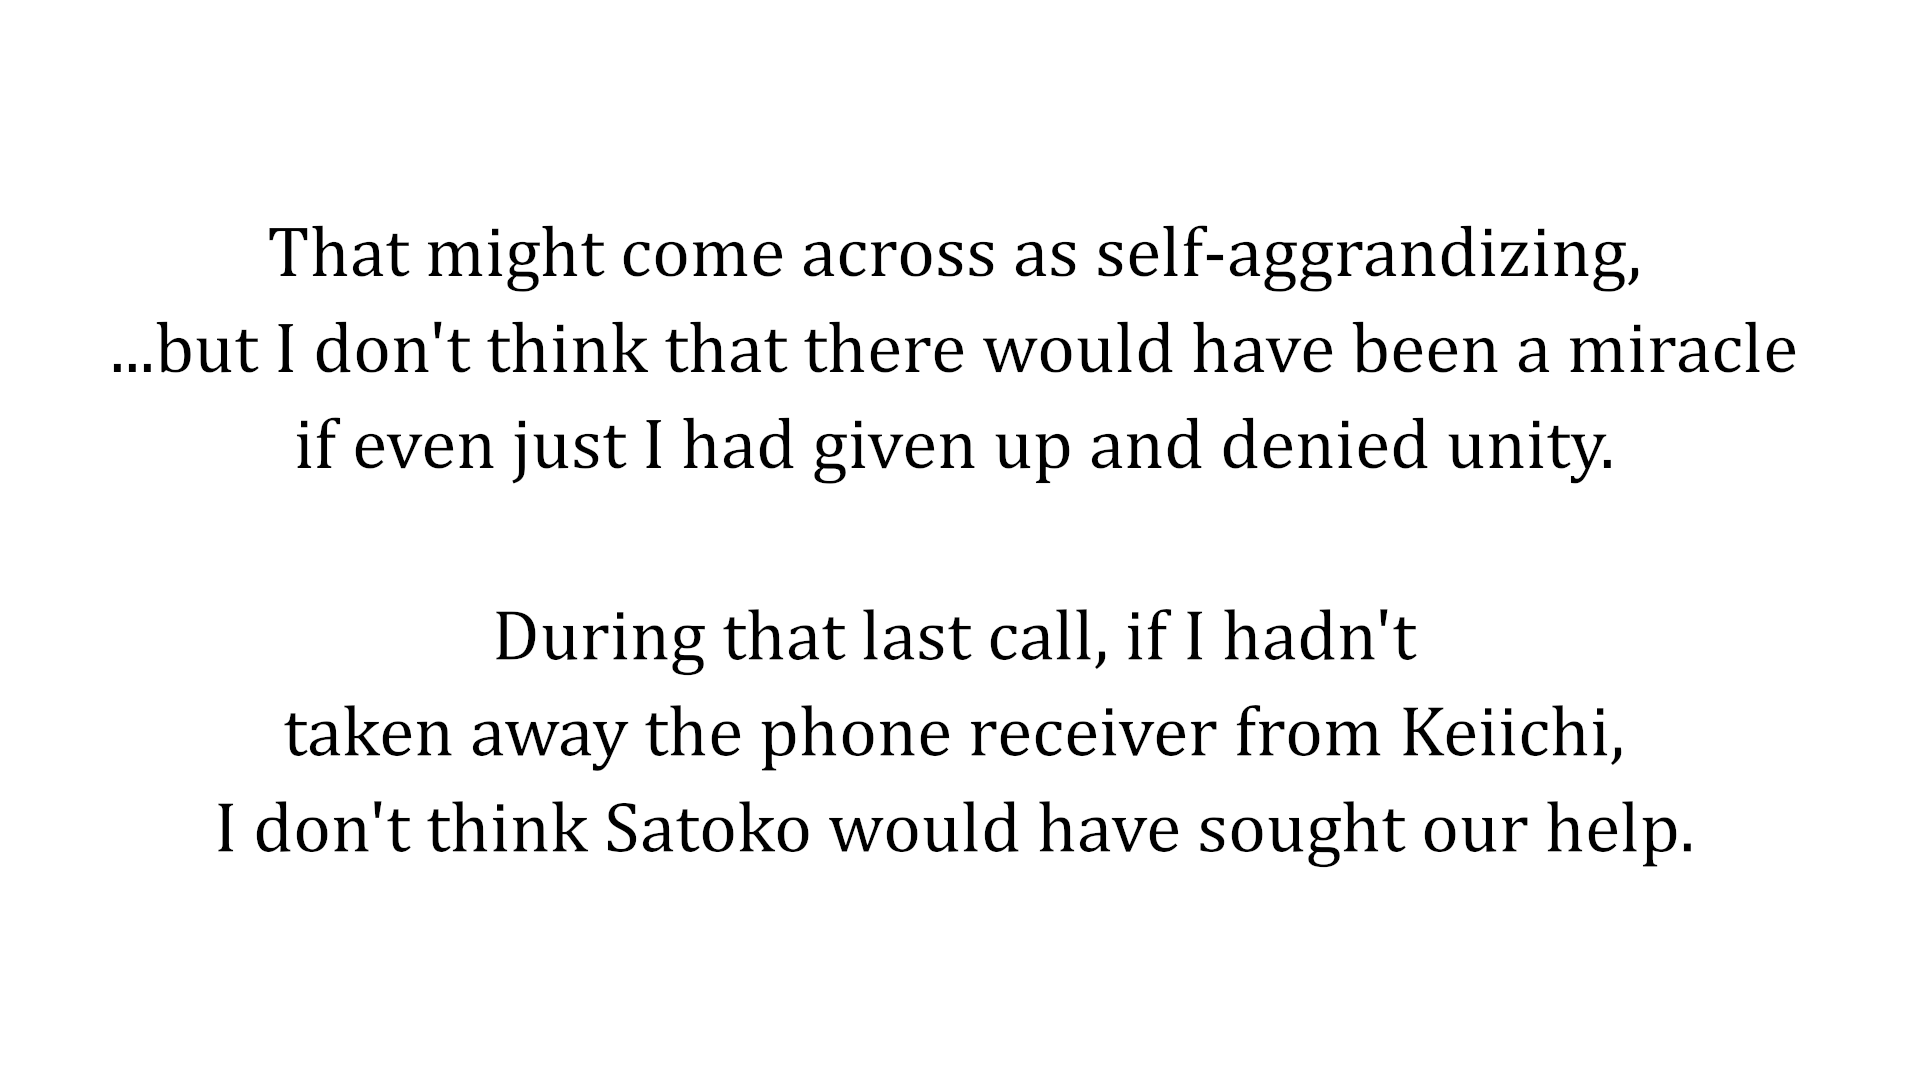 That might come across as self-aggrandizing,
...but I don't think that there would have been a miracle
if even just I had given up and denied unity.
During that last call, if I hadn't
taken away the phone receiver from Keiichi,
I don't think Satoko would have sought our help.